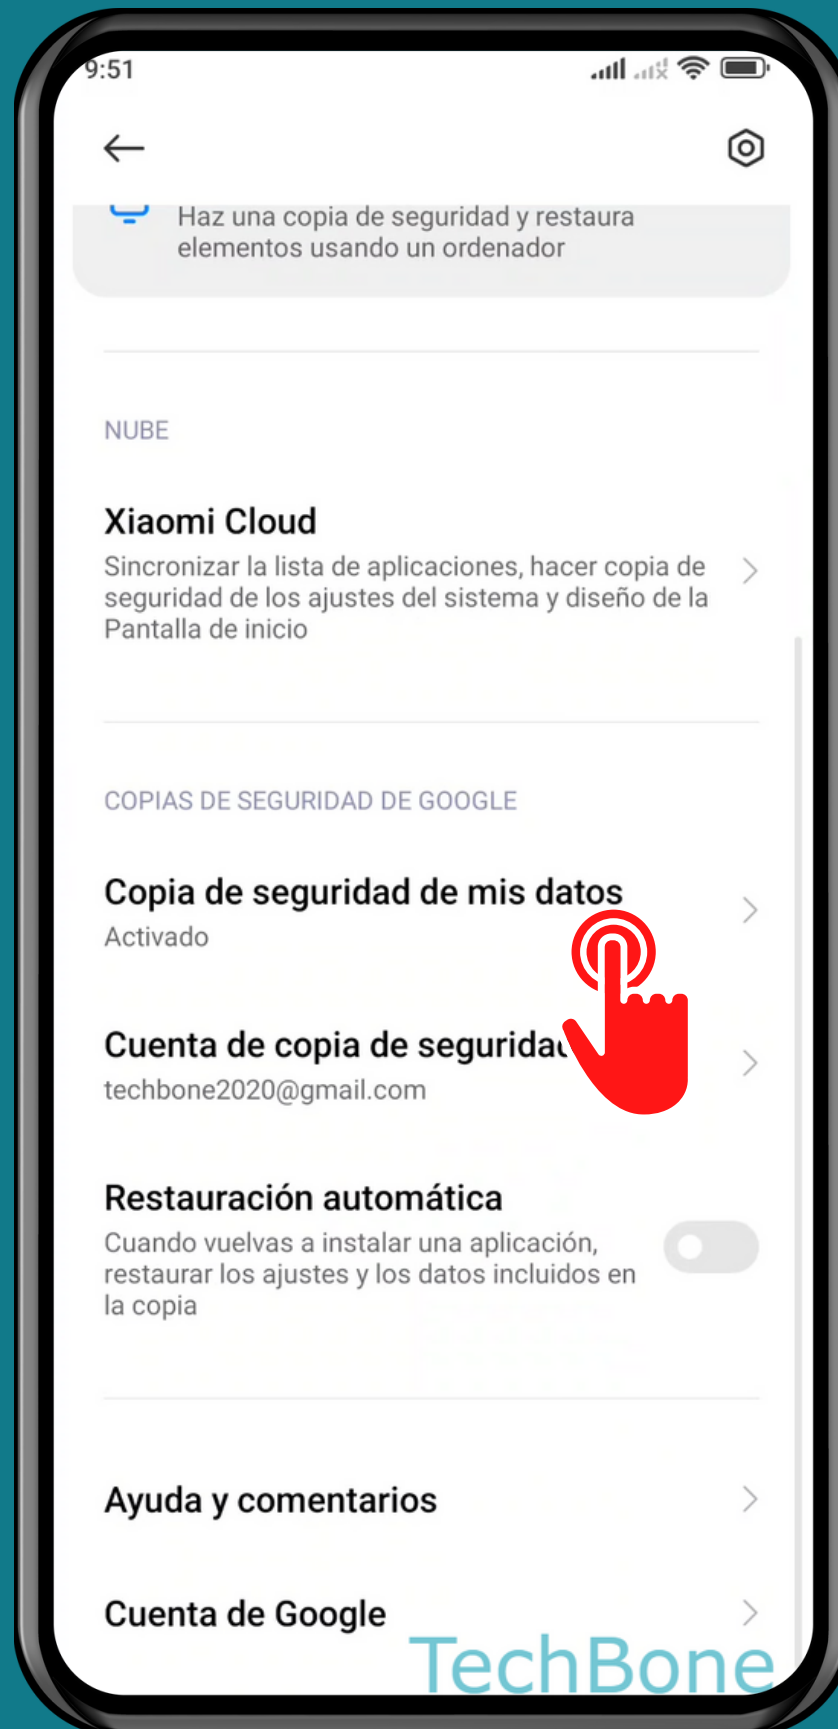 9:51
Haz una copia de seguridad y restaura
elementos usando un ordenador
NUBE
Xiaomi Cloud
Sincronizar la lista de aplicaciones, hacer copia de
seguridad de los ajustes del sistema y diseño de la
Pantalla de inicio
COPIAS DE SEGURIDAD DE GOOGLE
Copia de seguridad de mis datos
Activado
Cuenta de copia de seguridad
techbone2020@gmail.com
Restauración automática
Cuando vuelvas a instalar una aplicación,
restaurar los ajustes y los datos incluidos en
la copia
Ayuda y comentarios
Cuenta de Google
TechBone